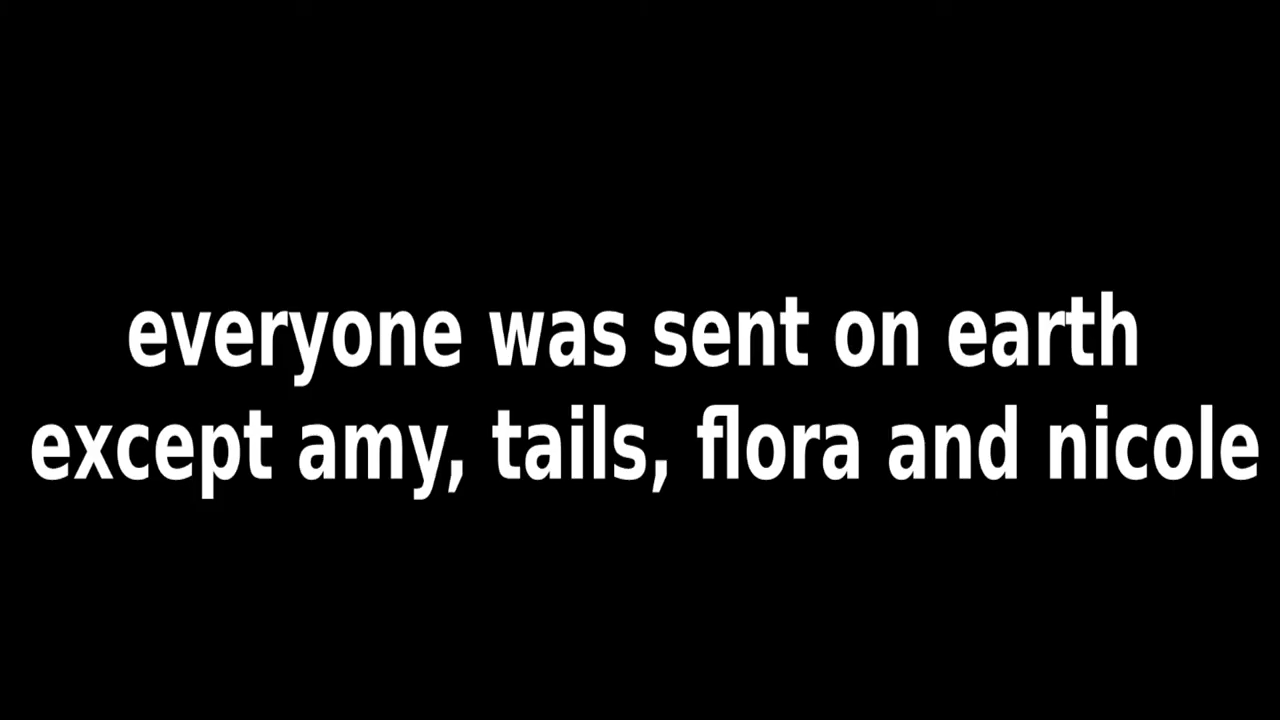 everyone was sent on earth
except amy, tails, flora and nicole